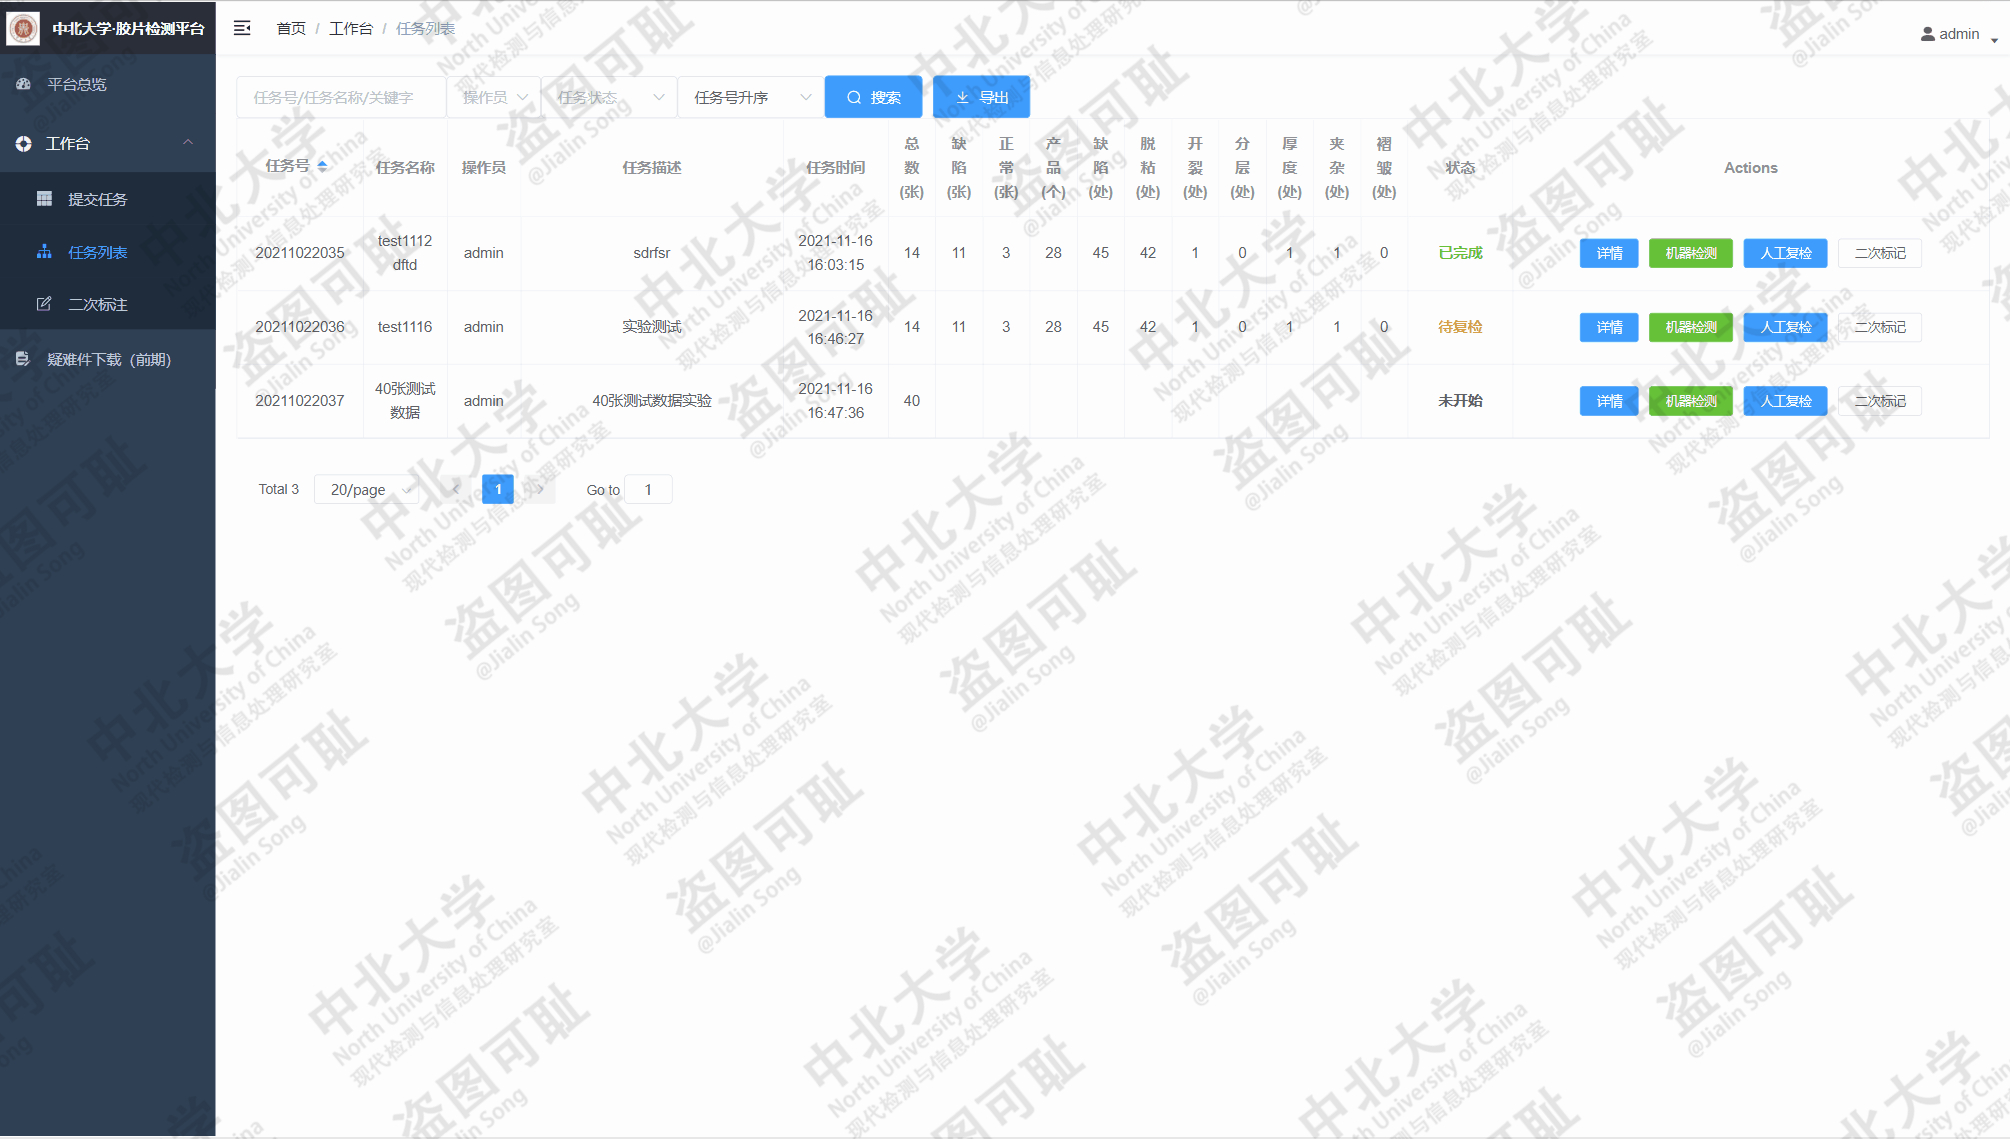 中北大学·胶片检测平台
首页 / 工作台 / 任务列表
admin
平台总览
工作台
提交任务
任务列表
二次标注
疑难件下载（前期）
任务号/任务名称/关键字 操作员 任务状态 任务号升序 搜索 导出
任务号 任务名称 操作员 任务描述 任务时间 总数(张) 缺陷(张) 正常(张) 产品(个) 缺陷(处) 脱粘(处) 开裂(处) 分层(处) 厚度(处) 夹杂(处) 褶皱(处) 状态 Actions
20211022035 test1112dftd admin sdrfsr 2021-11-16 16:03:15 14 11 3 28 45 42 1 0 1 1 0 已完成 详情 机器检测 人工复检 二次标记
20211022036 test1116 admin 实验测试 2021-11-16 16:46:27 14 11 3 28 45 42 1 0 1 1 0 待复检 详情 机器检测 人工复检 二次标记
20211022037 40张测试数据 admin 40张测试数据实验 2021-11-16 16:47:36 40 未开始 详情 机器检测 人工复检 二次标记
Total 3 20/page 1 Go to 1
中北大学
North University of China
现代检测与信息处理研究室
盗图可耻
@Jialin Song